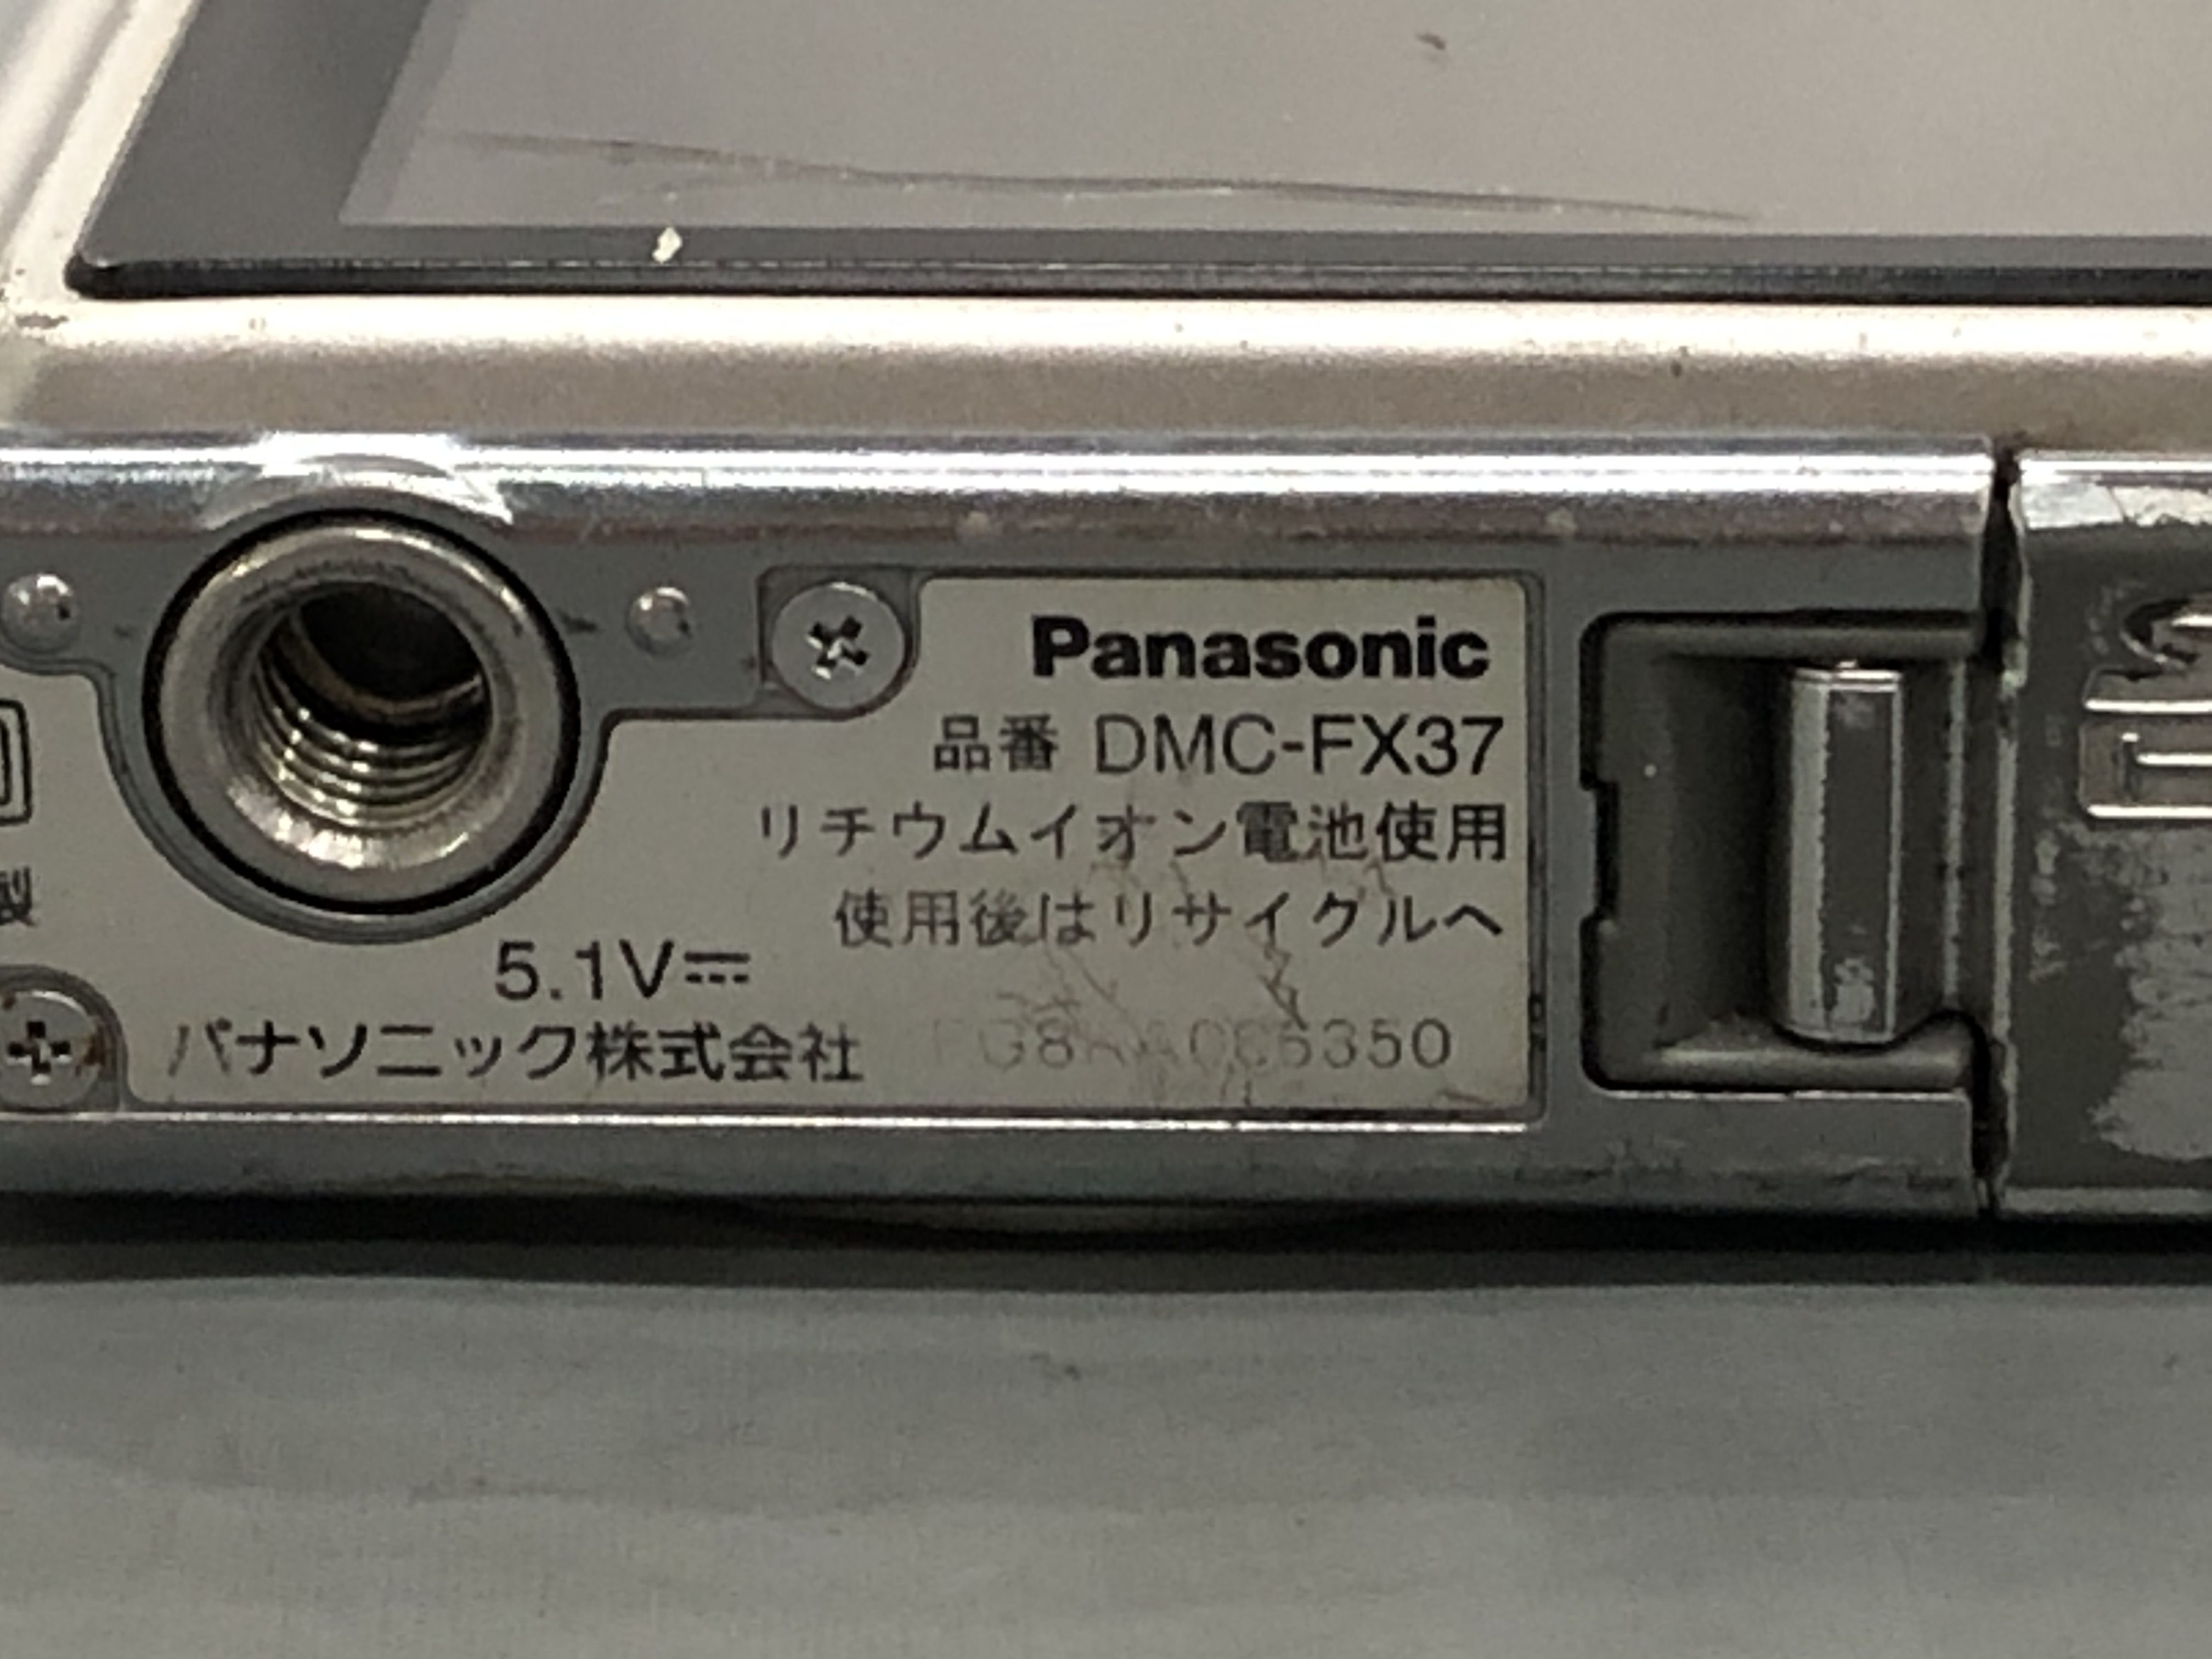 Panasonic
品番 DMC-FX37
リチウムイオン電池使用
使用後はリサイクルへ
5.1V⎓
パナソニック株式会社
製